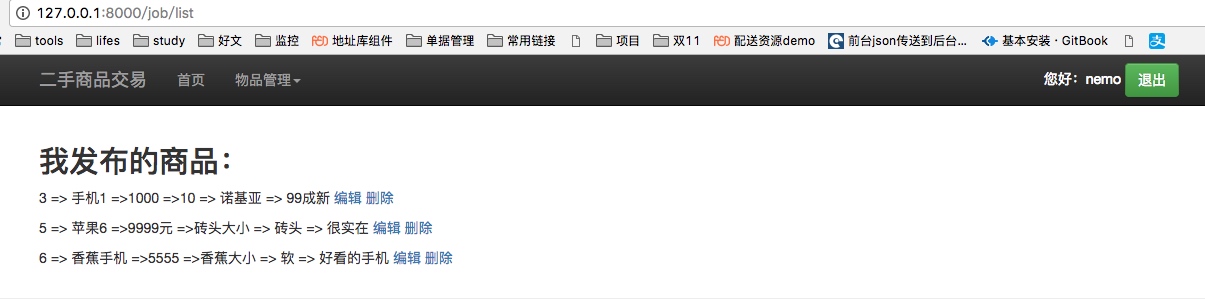 127.0.0.1:8000/job/list
tools lifes study 好文 监控 地址库组件 单据管理 常用链接 项目 双11 配送资源demo 前台json传送到后台... 基本安装 · GitBook
二手商品交易 首页 物品管理 您好：nemo 退出
我发布的商品：
3 => 手机1 =>1000 =>10 => 诺基亚 => 99成新 编辑 删除
5 => 苹果6 =>9999元 =>砖头大小 => 砖头 => 很实在 编辑 删除
6 => 香蕉手机 =>5555 =>香蕉大小 => 软 => 好看的手机 编辑 删除